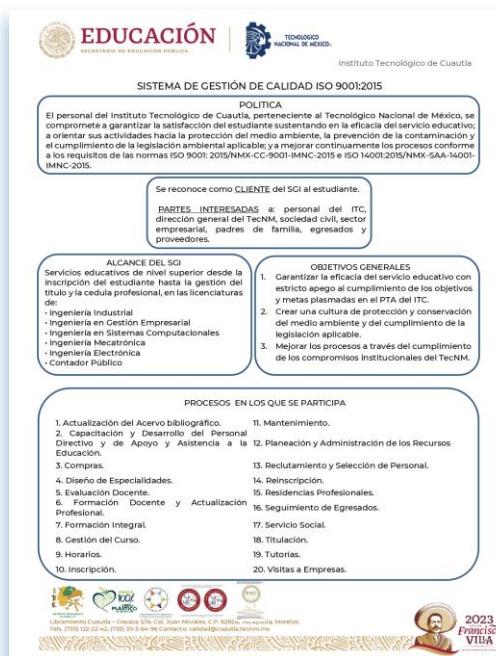 EDUCACIÓN
SECRETARÍA DE EDUCACIÓN PÚBLICA
TECNOLÓGICO
NACIONAL DE MÉXICO
Instituto Tecnológico de Cuautla
SISTEMA DE GESTIÓN DE CALIDAD ISO 9001:2015
POLITICA
El personal del Instituto Tecnológico de Cuautla, perteneciente al Tecnológico Nacional de México, se
compromete a garantizar la satisfacción del estudiante sustentando en la eficacia del servicio educativo;
a orientar sus actividades hacia la protección del medio ambiente, la prevención de la contaminación y
el cumplimiento de la legislación ambiental aplicable; y a mejorar continuamente los procesos conforme
a los requisitos de las normas ISO 9001: 2015/NMX-CC-9001-IMNC-2015 e ISO 14001:2015/NMX-SAA-14001-
IMNC-2015.
Se reconoce como CLIENTE del SGI al estudiante.
PARTES INTERESADAS a: personal del ITC,
dirección general del TecNM, sociedad civil, sector
empresarial, padres de familia, egresados y
proveedores.
ALCANCE DEL SGI
Servicios educativos de nivel superior desde la
inscripción del estudiante hasta la gestión del
título y la cedula profesional, en las licenciaturas
de:
• Ingeniería Industrial
• Ingeniería en Gestión Empresarial
• Ingeniería en Sistemas Computacionales
• Ingeniería Mecatrónica
• Ingeniería Electrónica
• Contador Público
OBJETIVOS GENERALES
1. Garantizar la eficacia del servicio educativo con
estricto apego al cumplimiento de los objetivos
y metas plasmadas en el PTA del ITC.
2. Crear una cultura de protección y conservación
del medio ambiente y del cumplimiento de la
legislación aplicable.
3. Mejorar los procesos a través del cumplimiento
de los compromisos institucionales del TecNM.
PROCESOS EN LOS QUE SE PARTICIPA
1. Actualización del Acervo bibliográfico.
2. Capacitación y Desarrollo del Personal
Directivo y de Apoyo y Asistencia a la
Educación.
3. Compras.
4. Diseño de Especialidades.
5. Evaluación Docente.
6. Formación Docente y Actualización
Profesional.
7. Formación Integral.
8. Gestión del Curso.
9. Horarios.
10. Inscripción.
11. Mantenimiento.
12. Planeación y Administración de los Recursos
13. Reclutamiento y Selección de Personal.
14. Reinscripción.
15. Residencias Profesionales.
16. Seguimiento de Egresados.
17. Servicio Social.
18. Titulación.
19. Tutorías.
20. Visitas a Empresas.
100%
PLÁSTICO
Libramiento Cuautla – Oaxaca S/N, Col. Juan Morales, C.P. Morelos.
Contacto: calidad@cuautla.tecnm.mx
2023
Francisco
VILLA